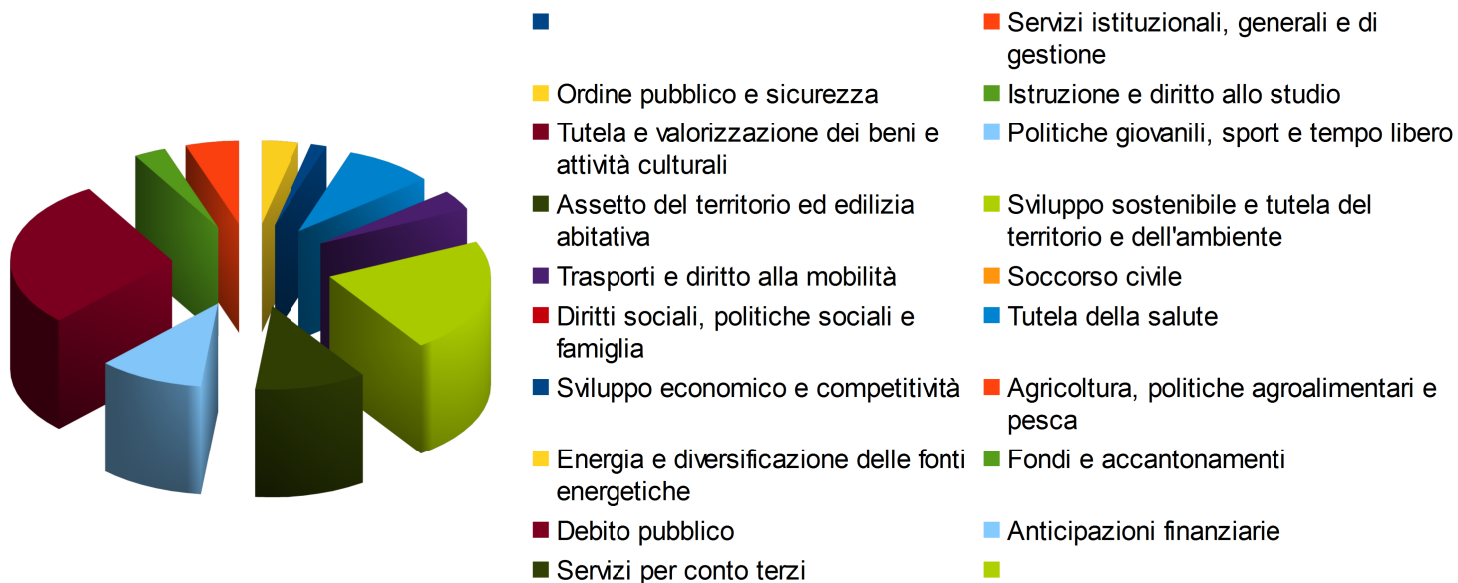 Servizi istituzionali, generali e di
gestione
Ordine pubblico e sicurezza
Istruzione e diritto allo studio
Tutela e valorizzazione dei beni e
attività culturali
Politiche giovanili, sport e tempo libero
Assetto del territorio ed edilizia
abitativa
Sviluppo sostenibile e tutela del
territorio e dell'ambiente
Trasporti e diritto alla mobilità
Soccorso civile
Diritti sociali, politiche sociali e
famiglia
Tutela della salute
Sviluppo economico e competitività
Agricoltura, politiche agroalimentari e
pesca
Energia e diversificazione delle fonti
energetiche
Fondi e accantonamenti
Debito pubblico
Anticipazioni finanziarie
Servizi per conto terzi